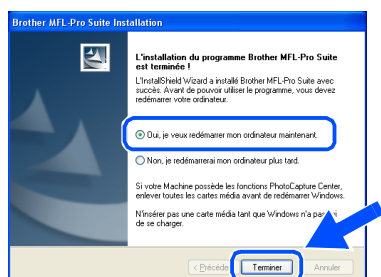 Brother MFL-Pro Suite Installation
L'installation du programme Brother MFL-Pro Suite
est terminée !
L'InstallShield Wizard a installé Brother MFL-Pro Suite avec
succès. Avant de pouvoir utiliser le programme, vous devez
redémarrer votre ordinateur.
Oui, je veux redémarrer mon ordinateur maintenant.
Non, je redémarrerai mon ordinateur plus tard.
Si votre Machine possède les fonctions PhotoCapture Center,
enlever toutes les cartes média avant de redémarrer Windows.
N'insérer pas une carte média tant que Windows n'a
de se charger.
< Précéde
Terminer
Annuler